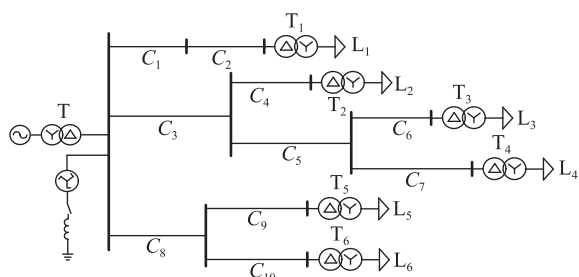 T₁
L₁
C₁
C₂
C₄
L₂
T
T₂
T₃
C₃
C₆
L₃
C₅
T₄
C₇
L₄
T₅
C₉
L₅
C₈
T₆
C₁₀
L₆